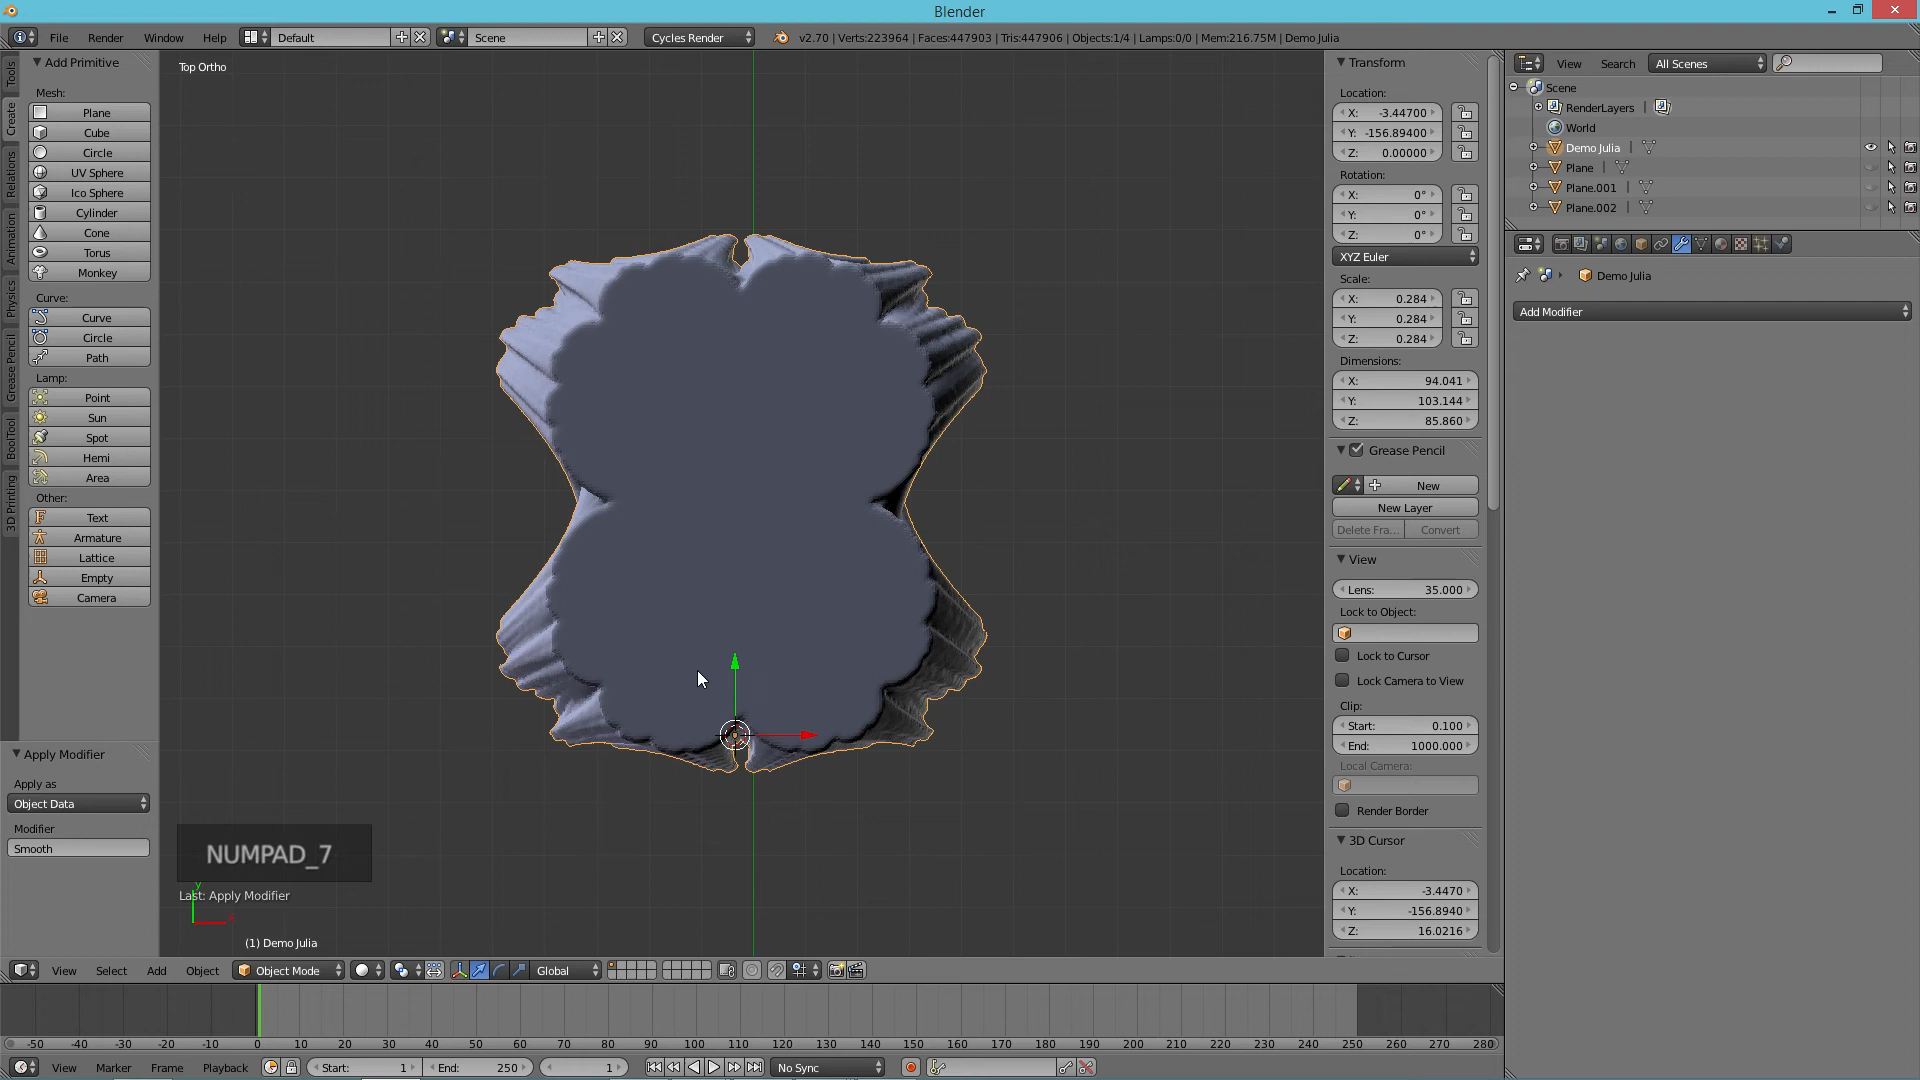 Blender
File Render Window Help Default Scene Cycles Render v2.70 | Verts:223964 | Faces:447903 | Tris:447906 | Objects:1/4 | Lamps:0/0 | Mem:216.75M | Demo Julia
Tools
Create
Relations
Animation
Physics
Grease Pencil
BoolTool
3D Printing
Add Primitive
Mesh:
Plane
Cube
Circle
UV Sphere
Ico Sphere
Cylinder
Cone
Torus
Monkey
Curve:
Curve
Circle
Path
Lamp:
Point
Sun
Spot
Hemi
Area
Other:
Text
Armature
Lattice
Empty
Camera
Apply Modifier
Apply as
Object Data
Modifier
Smooth
Top Ortho
NUMPAD_7
Last: Apply Modifier
y
x
(1) Demo Julia
Transform
Location:
X: -3.44700
Y: -156.89400
Z: 0.00000
Rotation:
X: 0°
Y: 0°
Z: 0°
XYZ Euler
Scale:
X: 0.284
Y: 0.284
Z: 0.284
Dimensions:
X: 94.041
Y: 103.144
Z: 85.860
Grease Pencil
New
New Layer
Delete Fra... Convert
View
Lens: 35.000
Lock to Object:
Lock to Cursor
Lock Camera to View
Clip:
Start: 0.100
End: 1000.000
Local Camera:
Render Border
3D Cursor
Location:
X: -3.4470
Y: -156.8940
Z: 16.0216
View Search All Scenes
Scene
RenderLayers |
World
Demo Julia |
Plane |
Plane.001 |
Plane.002 |
Demo Julia
Add Modifier
View Select Add Object Object Mode Global
-50 -40 -30 -20 -10 0 10 20 30 40 50 60 70 80 90 100 110 120 130 140 150 160 170 180 190 200 210 220 230 240 250 260 270 280
View Marker Frame Playback Start: 1 End: 250 1 No Sync